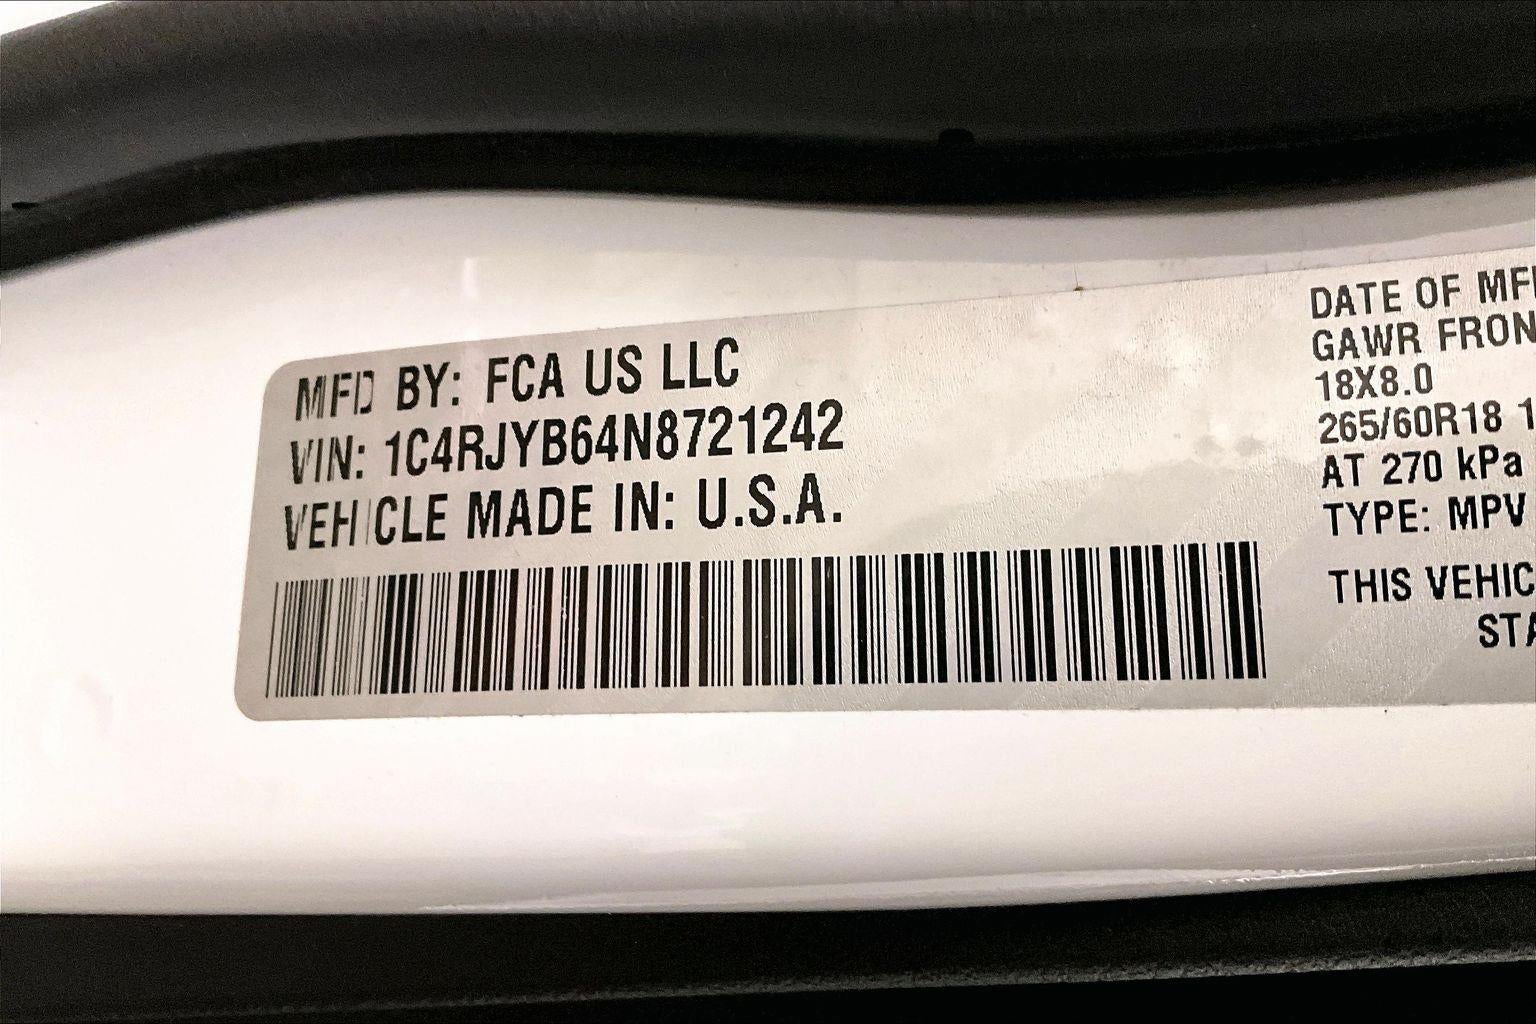 MFD BY: FCA US LLC
VIN: 1C4RJYB64N8721242
VEHICLE MADE IN: U.S.A.
DATE OF MF
GAWR FRON
18X8.0
265/60R18 1
AT 270 kPa
TYPE: MPV
THIS VEHIC
STA